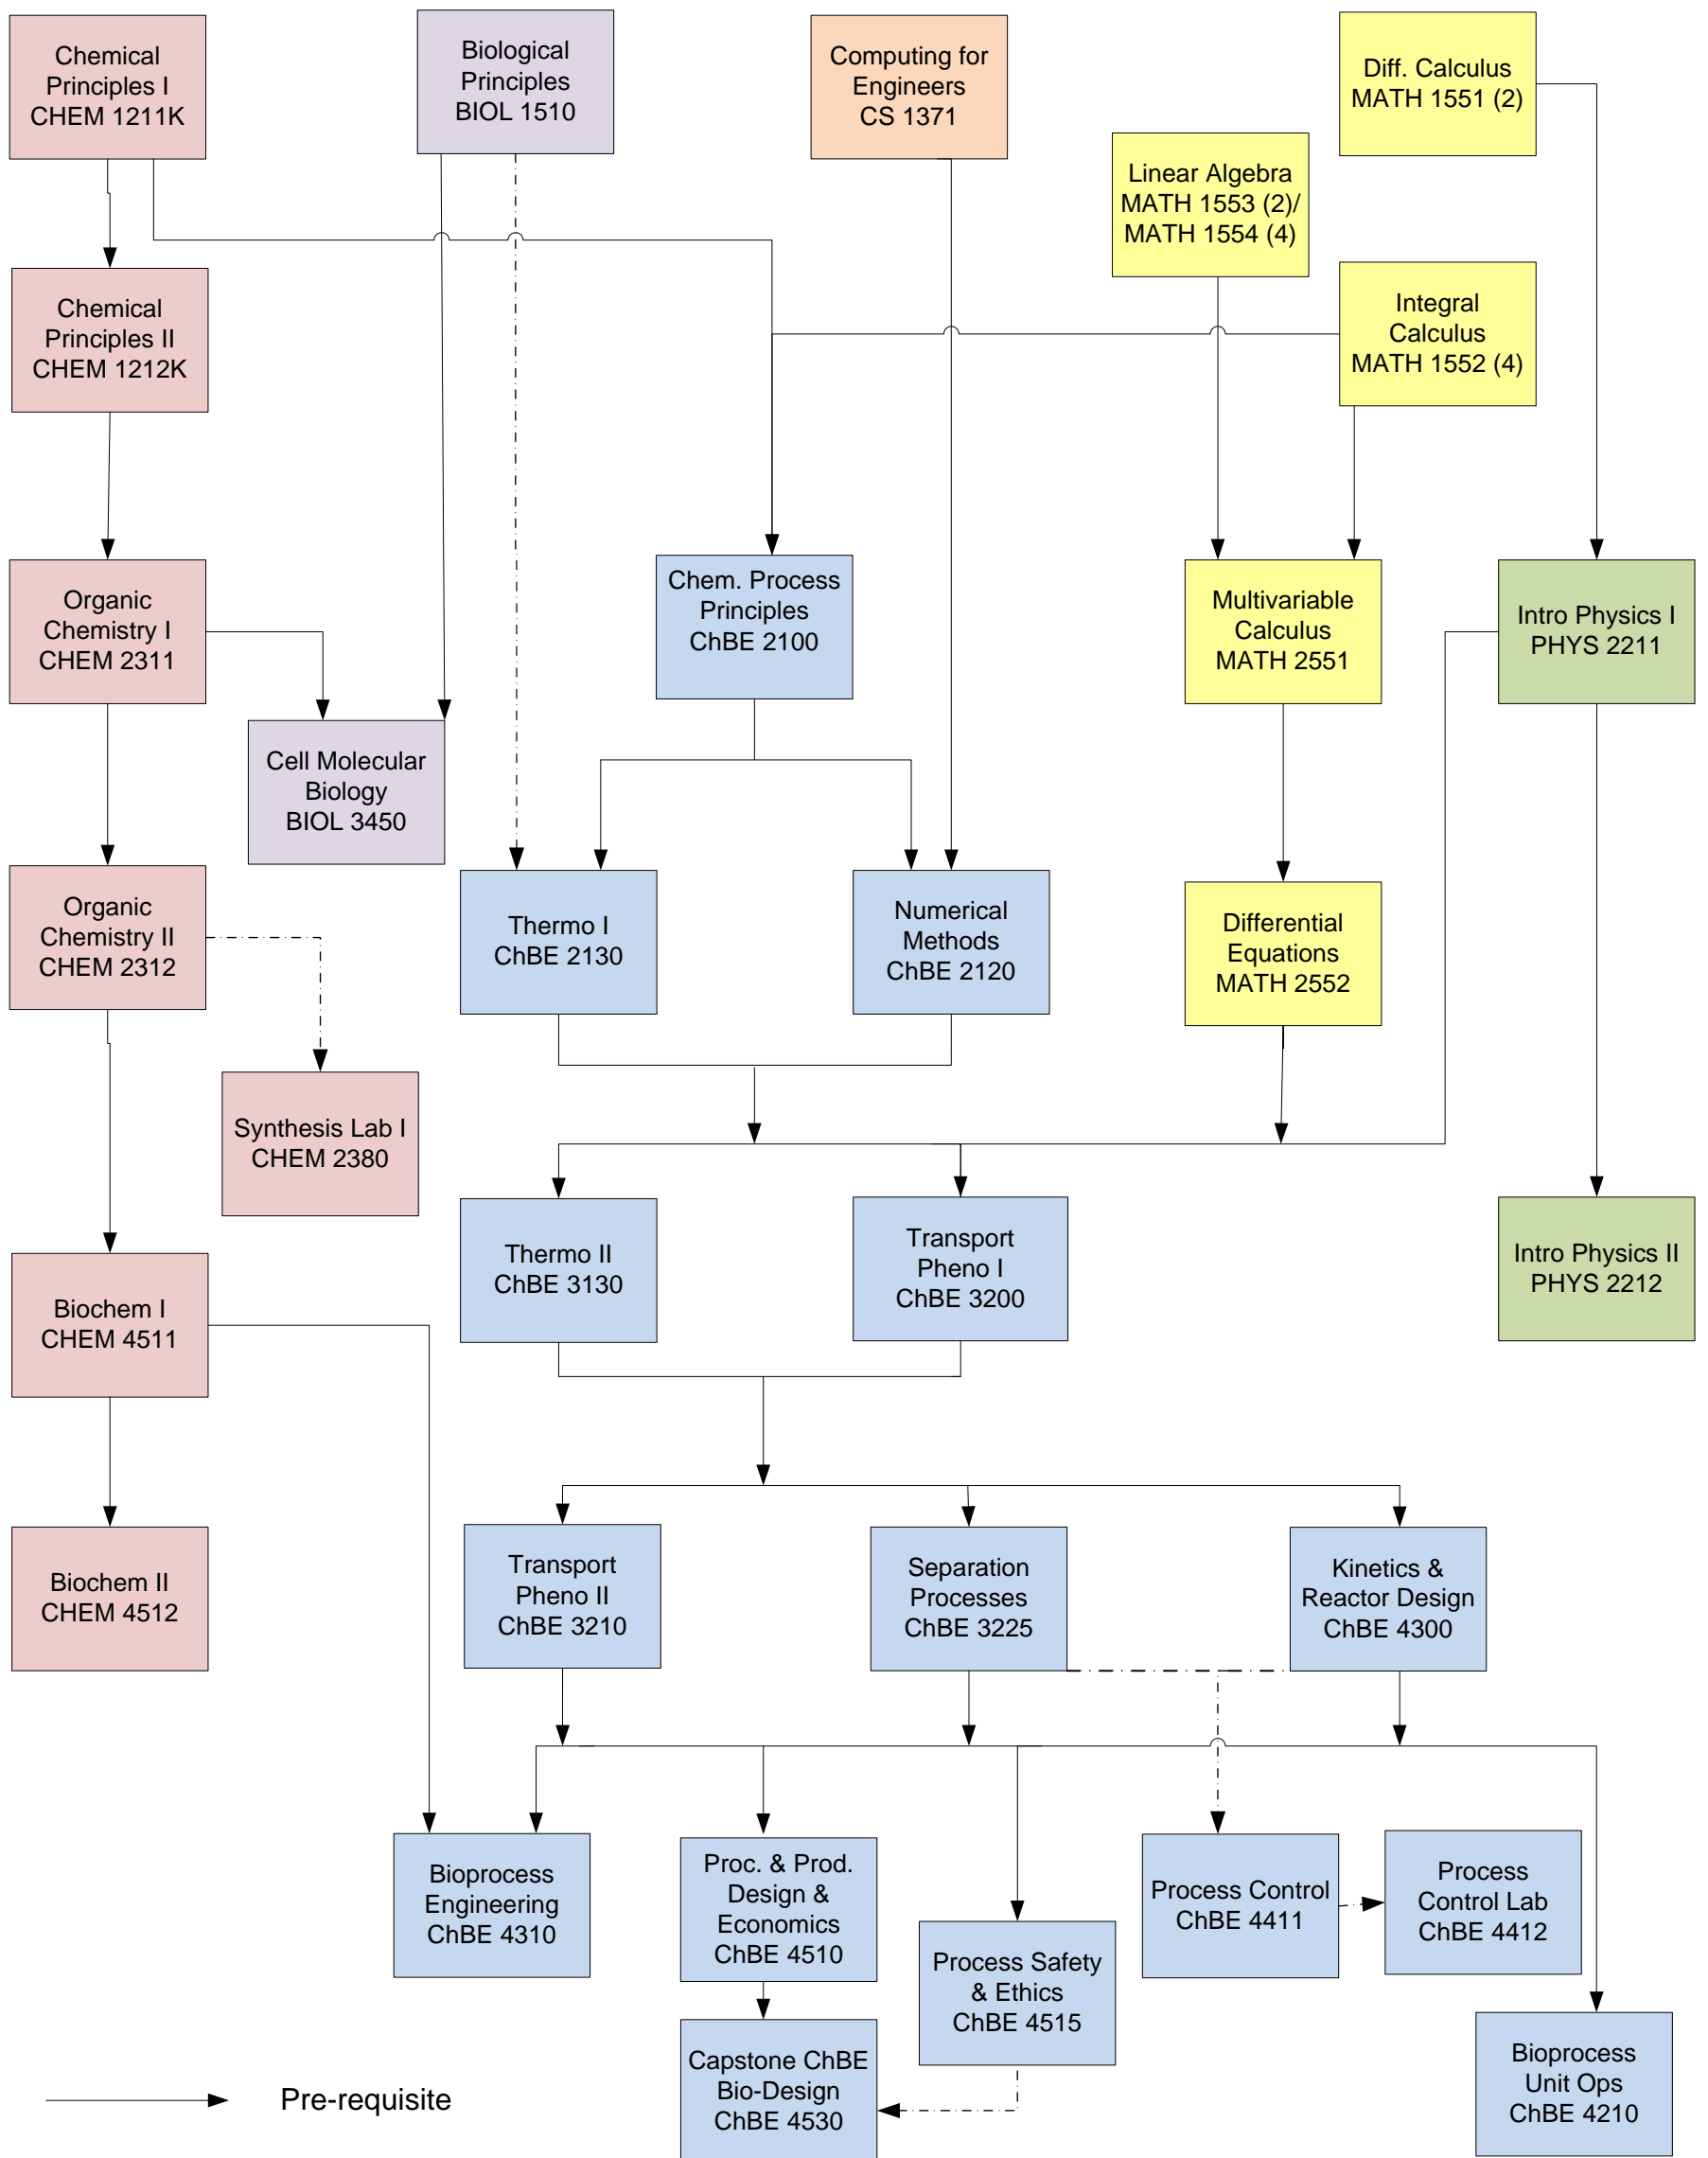 Chemical
Principles I
CHEM 1211K
Biological
Principles
BIOL 1510
Computing for
Engineers
CS 1371
Diff. Calculus
MATH 1551 (2)
Linear Algebra
MATH 1553 (2)/
MATH 1554 (4)
Chemical
Principles II
CHEM 1212K
Integral
Calculus
MATH 1552 (4)
Organic
Chemistry I
CHEM 2311
Chem. Process
Principles
ChBE 2100
Multivariable
Calculus
MATH 2551
Intro Physics I
PHYS 2211
Cell Molecular
Biology
BIOL 3450
Organic
Chemistry II
CHEM 2312
Thermo I
ChBE 2130
Numerical
Methods
ChBE 2120
Differential
Equations
MATH 2552
Synthesis Lab I
CHEM 2380
Thermo II
ChBE 3130
Transport
Pheno I
ChBE 3200
Intro Physics II
PHYS 2212
Biochem I
CHEM 4511
Biochem II
CHEM 4512
Transport
Pheno II
ChBE 3210
Separation
Processes
ChBE 3225
Kinetics &
Reactor Design
ChBE 4300
Bioprocess
Engineering
ChBE 4310
Proc. & Prod.
Design &
Economics
ChBE 4510
Process Safety
& Ethics
ChBE 4515
Process Control
ChBE 4411
Process
Control Lab
ChBE 4412
Capstone ChBE
Bio-Design
ChBE 4530
Bioprocess
Unit Ops
ChBE 4210
Pre-requisite